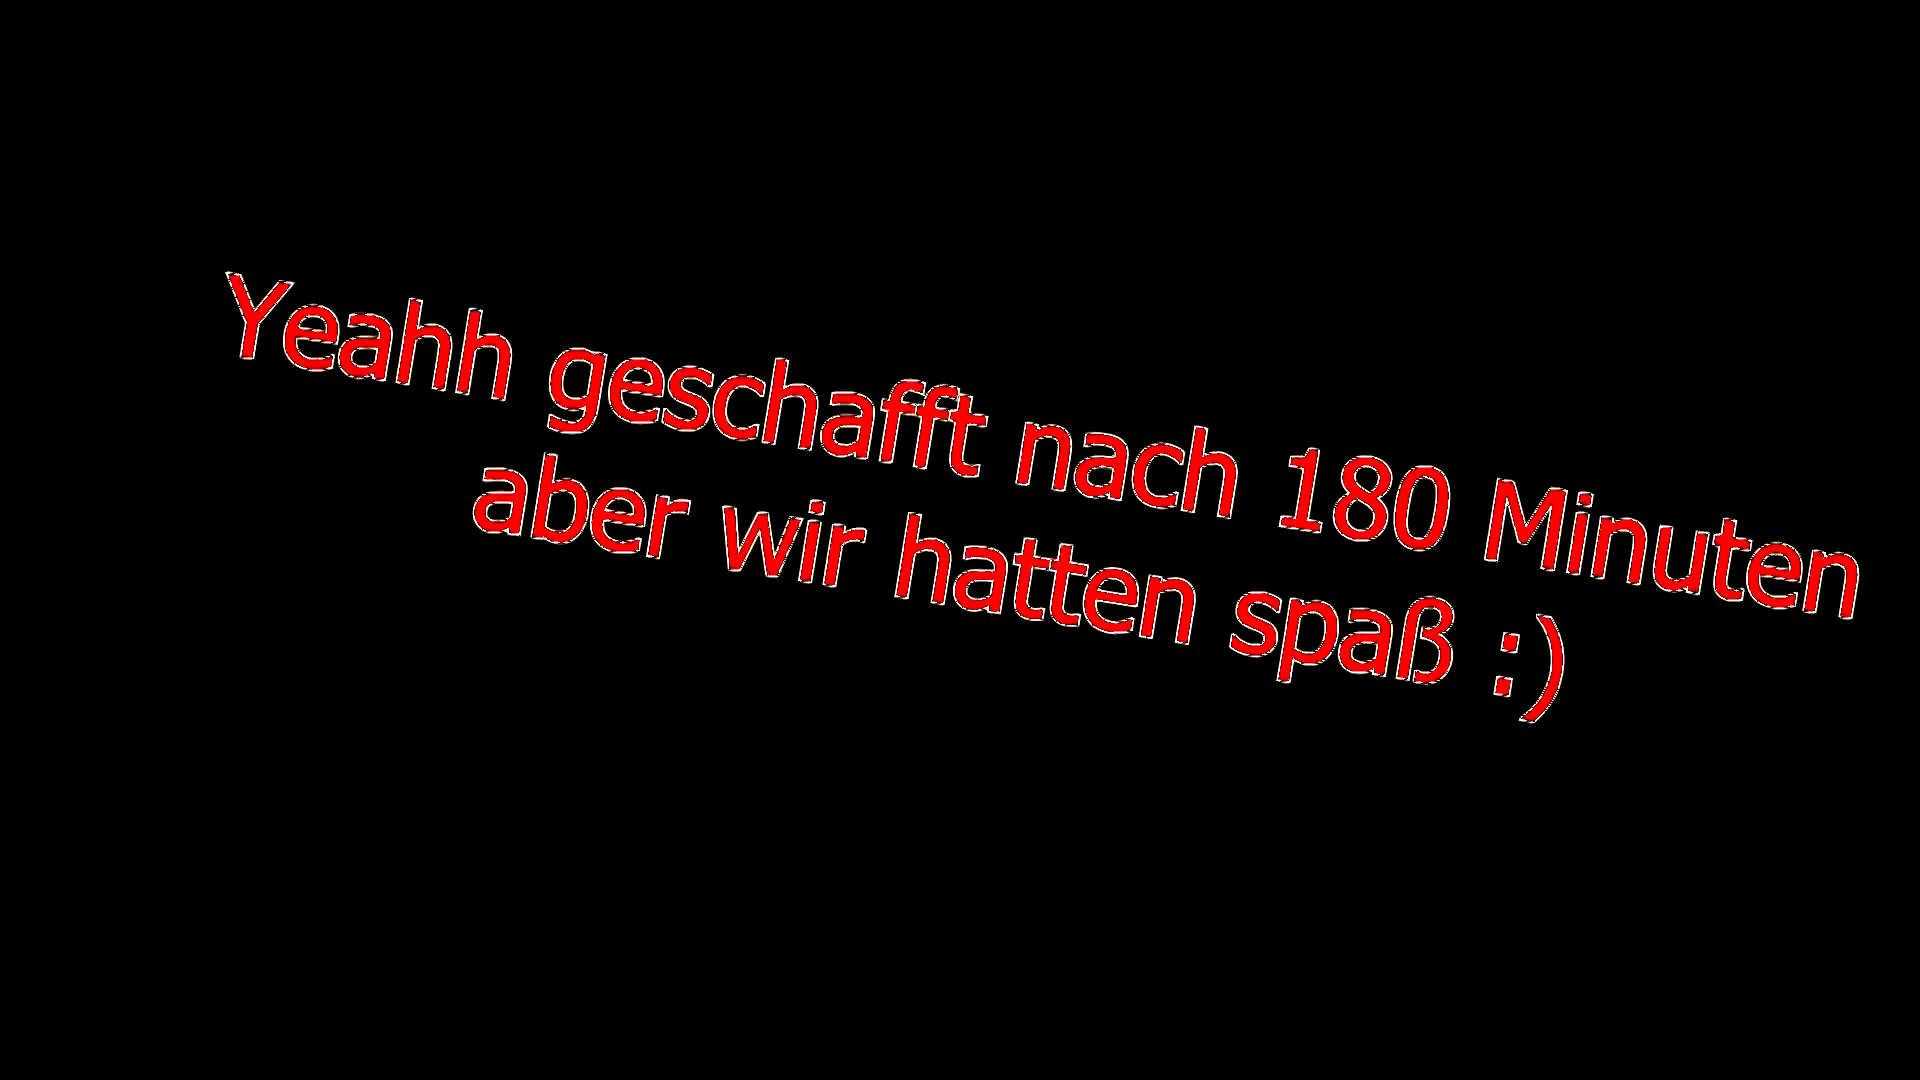 Yeahh geschafft nach 180 Minuten
aber wir hatten spaß :)